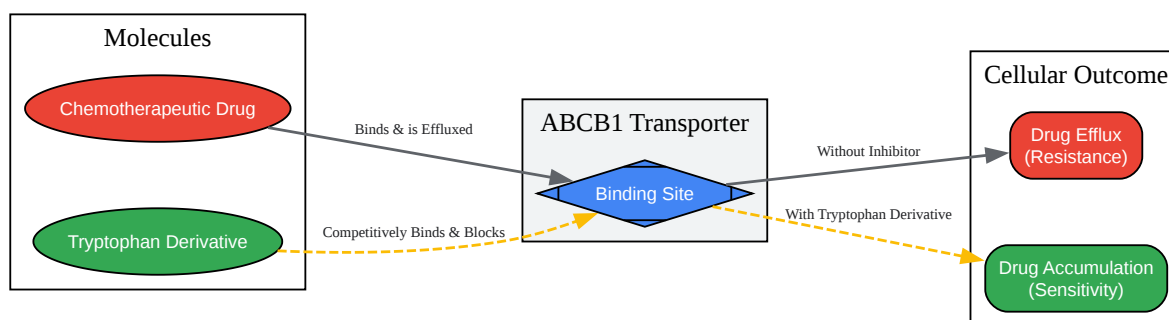 Molecules
Chemotherapeutic Drug
Tryptophan Derivative
Binds & is Effluxed
Competitively Binds & Blocks
ABCB1 Transporter
Binding Site
Without Inhibitor
With Tryptophan Derivative
Cellular Outcome
Drug Efflux
(Resistance)
Drug Accumulation
(Sensitivity)